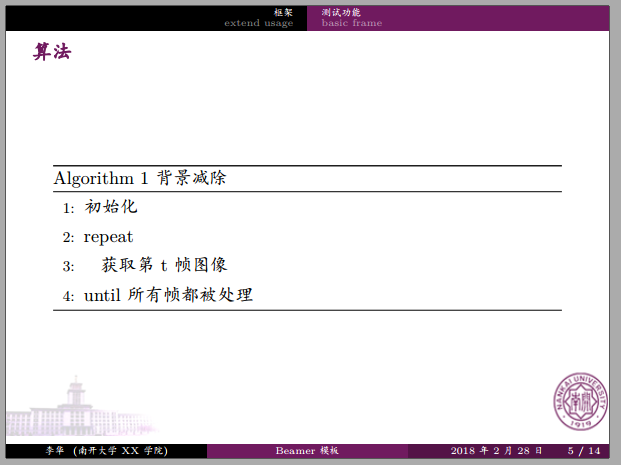 框架 测试功能
extend usage basic frame
算法
Algorithm 1 背景减除
1: 初始化
2: repeat
3: 获取第 t 帧图像
4: until 所有帧都被处理
NANKAI UNIVERSITY
南開
1919
李华 (南开大学 XX 学院) Beamer 模板 2018 年 2 月 28 日 5 / 14